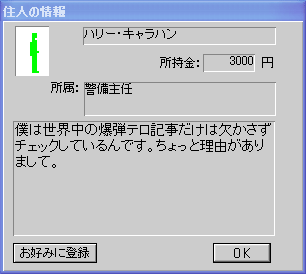 住人の情報
ハリー・キャラハン
所持金: 3000 円
所属: 警備主任
僕は世界中の爆弾テロ記事だけは欠かさず
チェックしているんです。ちょっと理由があり
まして。
お好みに登録 OK